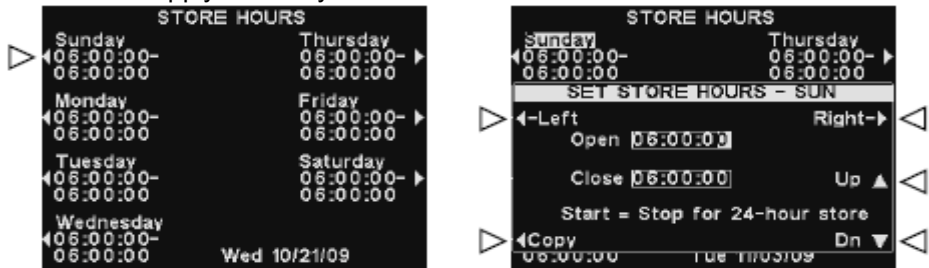 STORE HOURS
Sunday Thursday
06:00:00- 06:00:00-
06:00:00 06:00:00
Monday Friday
06:00:00- 06:00:00-
06:00:00 06:00:00
Tuesday Saturday
06:00:00- 06:00:00-
06:00:00 06:00:00
Wednesday
06:00:00-
06:00:00 Wed 10/21/09
STORE HOURS
Sunday Thursday
06:00:00- 06:00:00-
06:00:00 06:00:00
SET STORE HOURS - SUN
-Left Right-
Open 06:00:00
Close 06:00:00 Up
Start = Stop for 24-hour store
Copy Dn
06:00:00 Tue 11/03/09